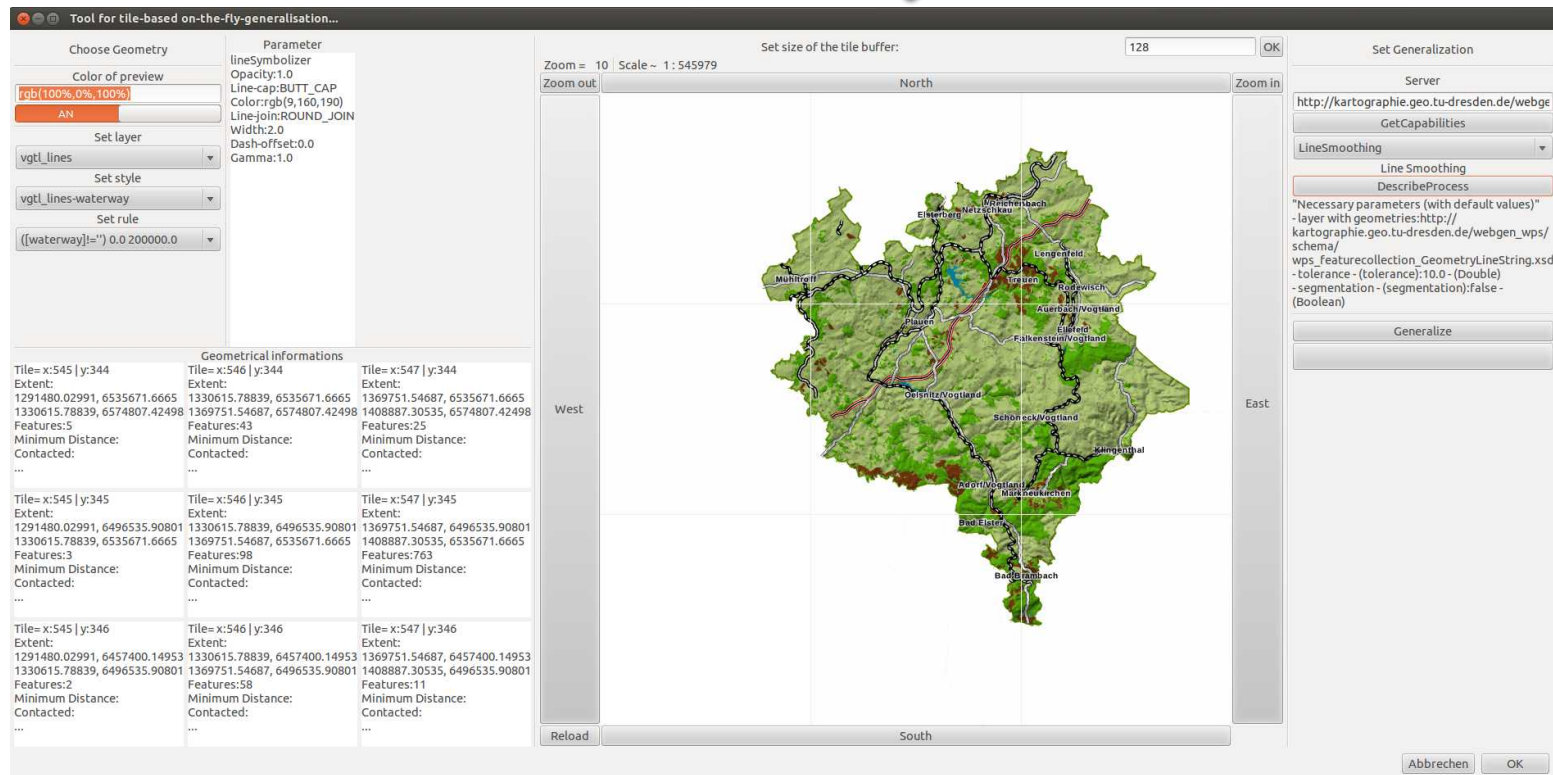 Tool for tile-based on-the-fly-generalisation...
Choose Geometry
Color of preview
rgb(100%,0%,100%)
AN
Set layer
vgtl_lines
Set style
vgtl_lines-waterway
Set rule
([waterway]!='') 0.0 200000.0
Parameter
lineSymbolizer
Opacity:1.0
Line-cap:BUTT_CAP
Color:rgb(9,160,190)
Line-join:ROUND_JOIN
Width:2.0
Dash-offset:0.0
Gamma:1.0
Geometrical informations
Tile= x:545 | y:344
Extent:
1291480.02991, 6535671.6665
1330615.78839, 6574807.42498
Features:5
Minimum Distance:
Contacted:
...
Tile= x:546 | y:344
Extent:
1330615.78839, 6535671.6665
1369751.54687, 6574807.42498
Features:43
Minimum Distance:
Contacted:
...
Tile= x:547 | y:344
Extent:
1369751.54687, 6535671.6665
1408887.30535, 6574807.42498
Features:25
Minimum Distance:
Contacted:
...
Tile= x:545 | y:345
Extent:
1291480.02991, 6496535.90801
1330615.78839, 6535671.6665
Features:3
Minimum Distance:
Contacted:
...
Tile= x:546 | y:345
Extent:
1330615.78839, 6496535.90801
1369751.54687, 6535671.6665
Features:98
Minimum Distance:
Contacted:
...
Tile= x:547 | y:345
Extent:
1369751.54687, 6496535.90801
1408887.30535, 6535671.6665
Features:763
Minimum Distance:
Contacted:
...
Tile= x:545 | y:346
Extent:
1291480.02991, 6457400.14953
1330615.78839, 6496535.90801
Features:2
Minimum Distance:
Contacted:
...
Tile= x:546 | y:346
Extent:
1330615.78839, 6457400.14953
1369751.54687, 6496535.90801
Features:58
Minimum Distance:
Contacted:
...
Tile= x:547 | y:346
Extent:
1369751.54687, 6457400.14953
1408887.30535, 6496535.90801
Features:11
Minimum Distance:
Contacted:
...
Set size of the tile buffer:
128
OK
Zoom = 10 Scale ~ 1 : 545979
Zoom out
North
Zoom in
West
East
Reichenbach
Netzschkau
Elsterberg
Lengenfeld
Mühltroff
Treuen
Rodewisch
Auerbach/Vogtland
Plauen
Ellefeld
Falkenstein/Vogtland
Oelsnitz/Vogtland
Schöneck/Vogtland
Klingenthal
Adorf/Vogtland
Markneukirchen
Bad Elster
Bad Brambach
Reload
South
Set Generalization
Server
http://kartographie.geo.tu-dresden.de/webge
GetCapabilities
LineSmoothing
Line Smoothing
DescribeProcess
"Necessary parameters (with default values)"
- layer with geometries:http://
kartographie.geo.tu-dresden.de/webgen_wps/
schema/
wps_featurecollection_GeometryLineString.xsd
- tolerance - (tolerance):10.0 - (Double)
- segmentation - (segmentation):false -
(Boolean)
Generalize
Abbrechen
OK